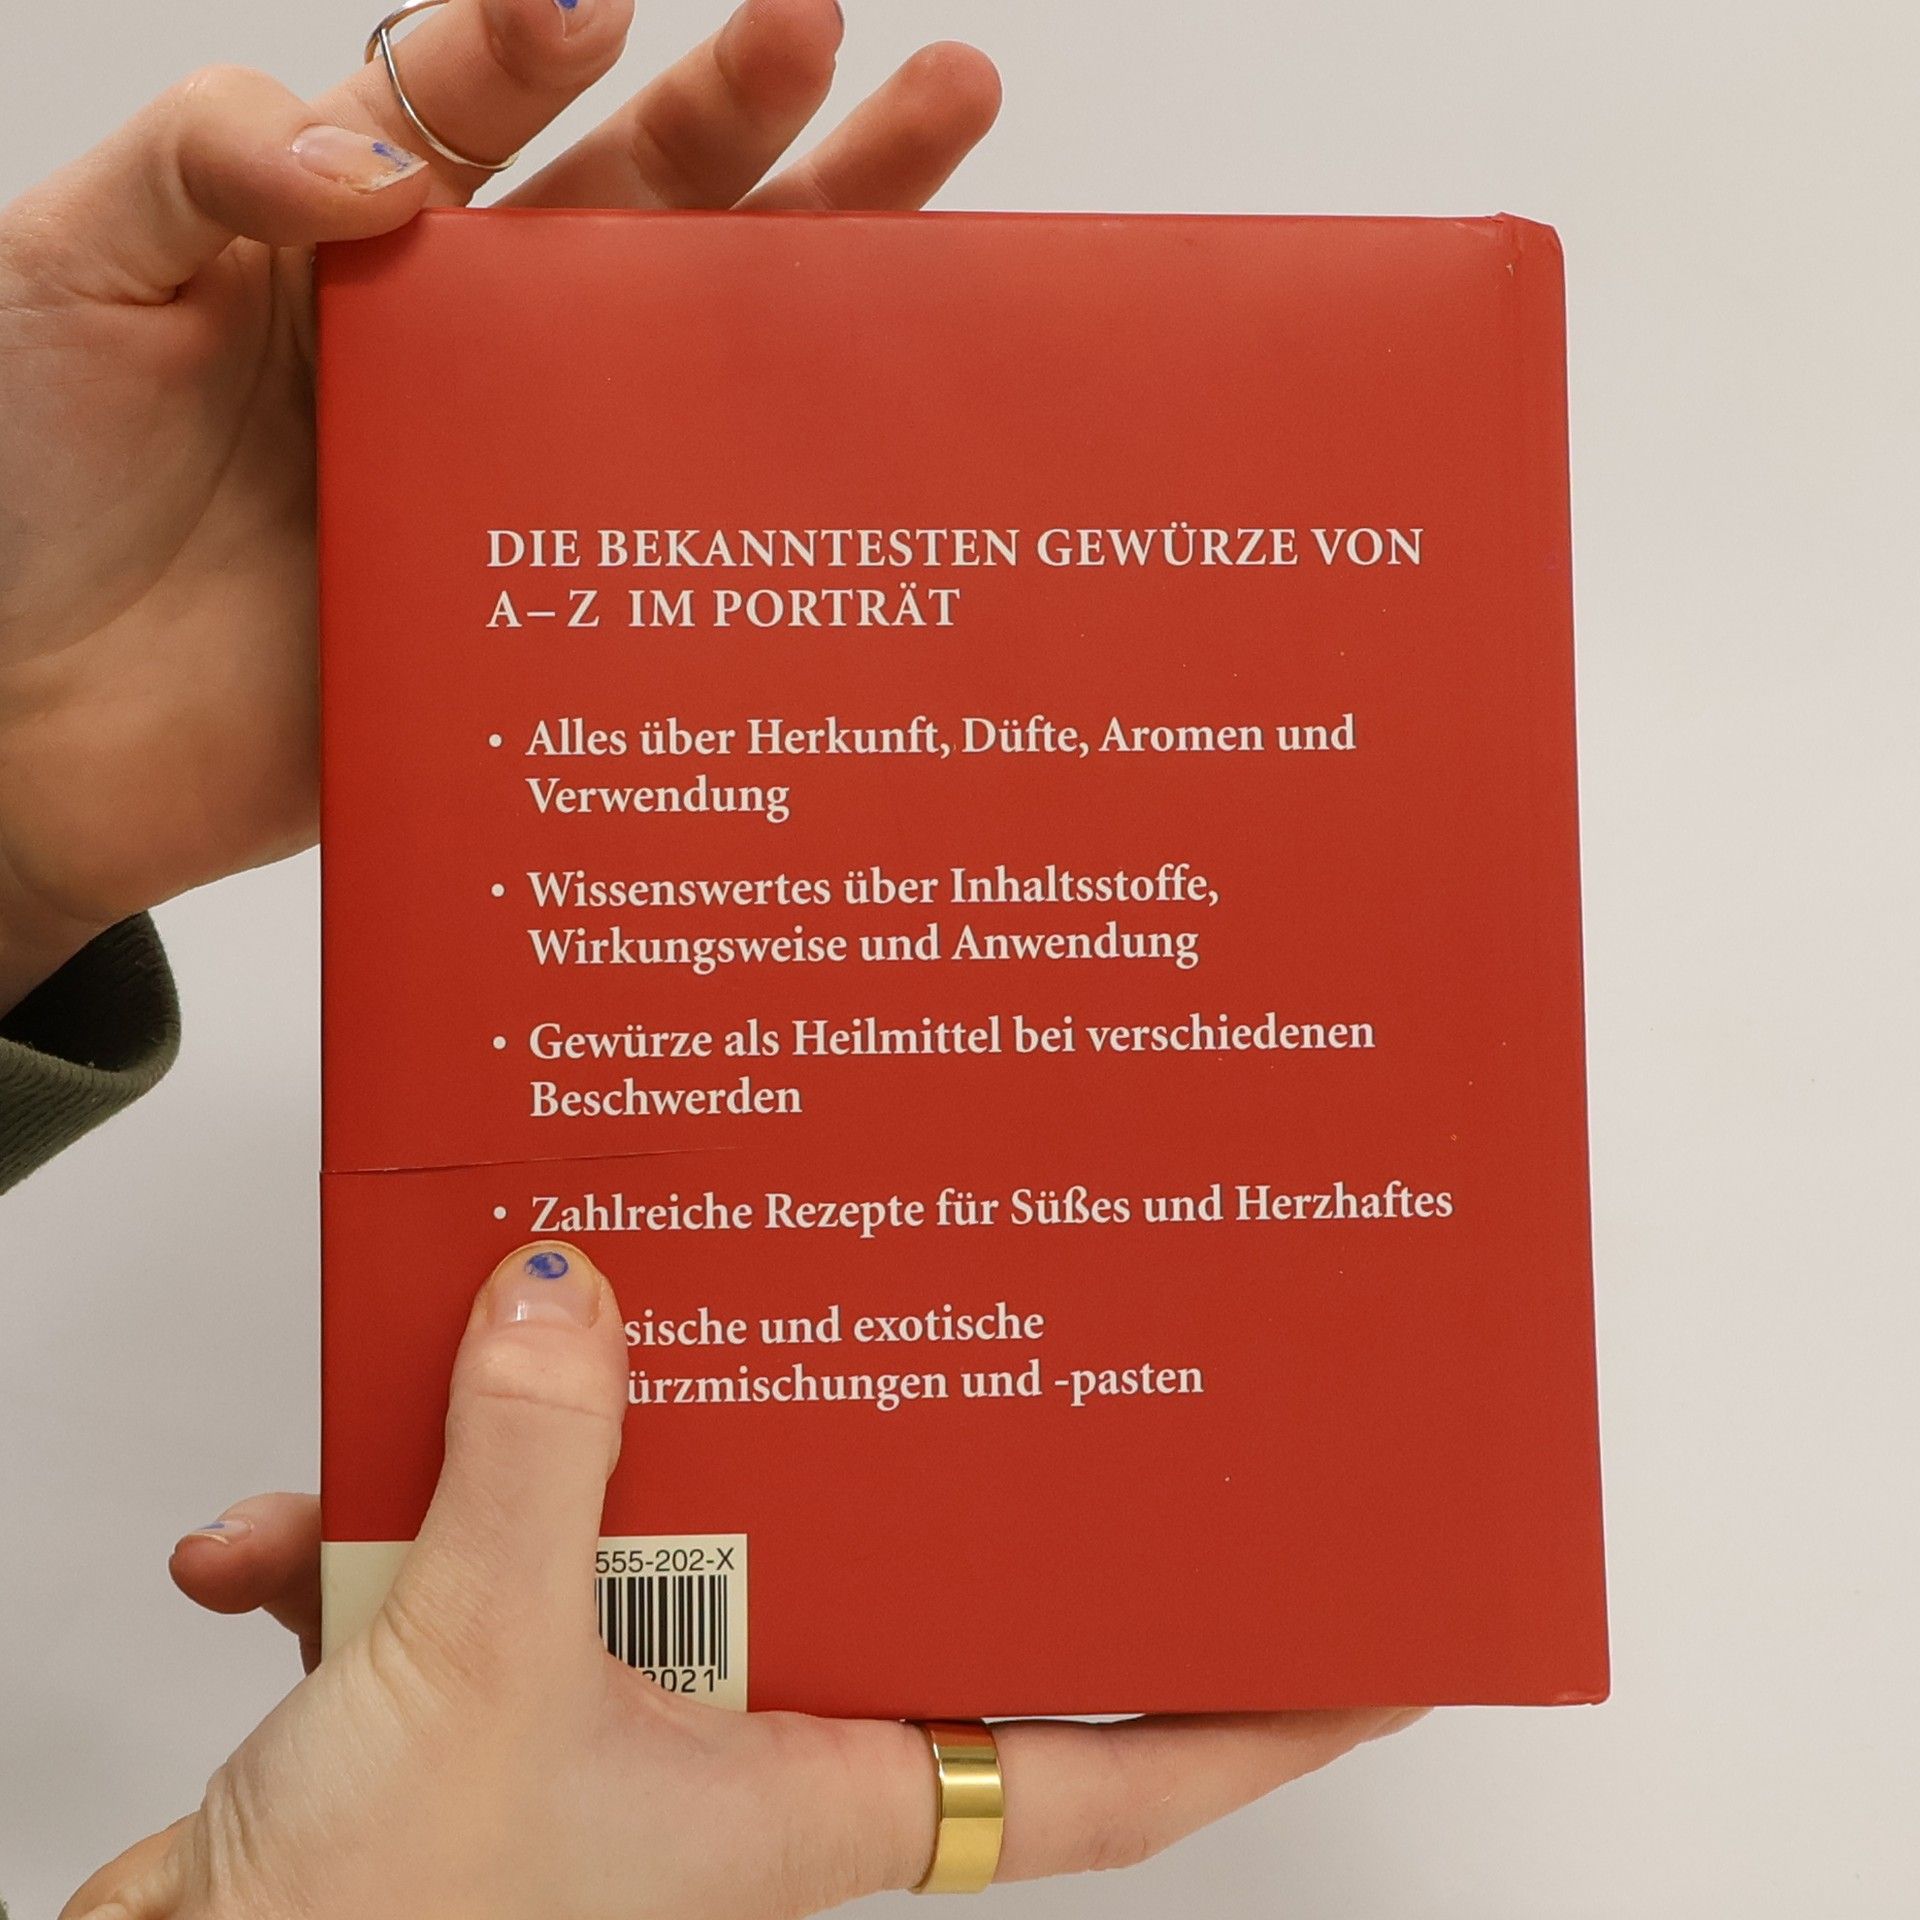 DIE BEKANNTESTEN GEWÜRZE VON
A – Z IM PORTRÄT
• Alles über Herkunft, Düfte, Aromen und
Verwendung
• Wissenswertes über Inhaltsstoffe,
Wirkungsweise und Anwendung
• Gewürze als Heilmittel bei verschiedenen
Beschwerden
• Zahlreiche Rezepte für Süßes und Herzhaftes
sische und exotische
ürzmischungen und -pasten
555-202-X
2021